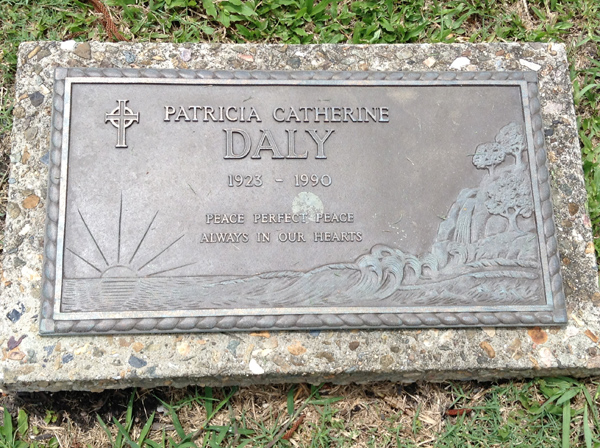 PATRICIA CATHERINE
DALY
1923 - 1990
PEACE PERFECT PEACE
ALWAYS IN OUR HEARTS